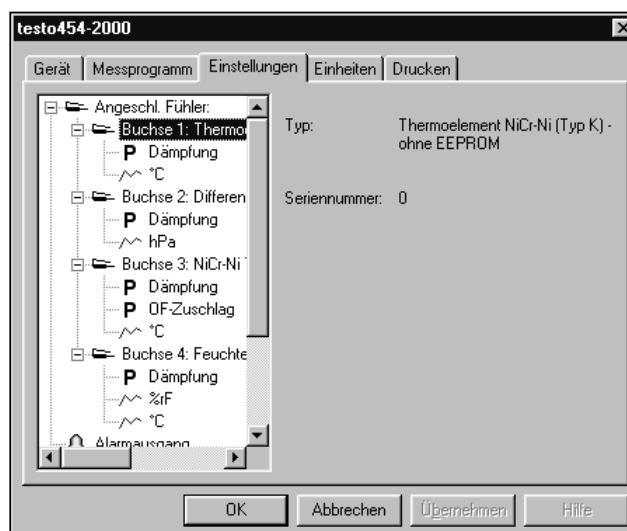 testo454-2000
Gerät Messprogramm Einstellungen Einheiten Drucken
Angeschl. Fühler:
Buchse 1: Thermo
P Dämpfung
°C
Buchse 2: Differen
P Dämpfung
hPa
Buchse 3: NiCr-Ni
P Dämpfung
P OF-Zuschlag
°C
Buchse 4: Feuchte
P Dämpfung
%rF
°C
Alarmausgang
Typ: Thermoelement NiCr-Ni (Typ K) -
ohne EEPROM
Seriennummer: 0
OK Abbrechen Übernehmen Hilfe